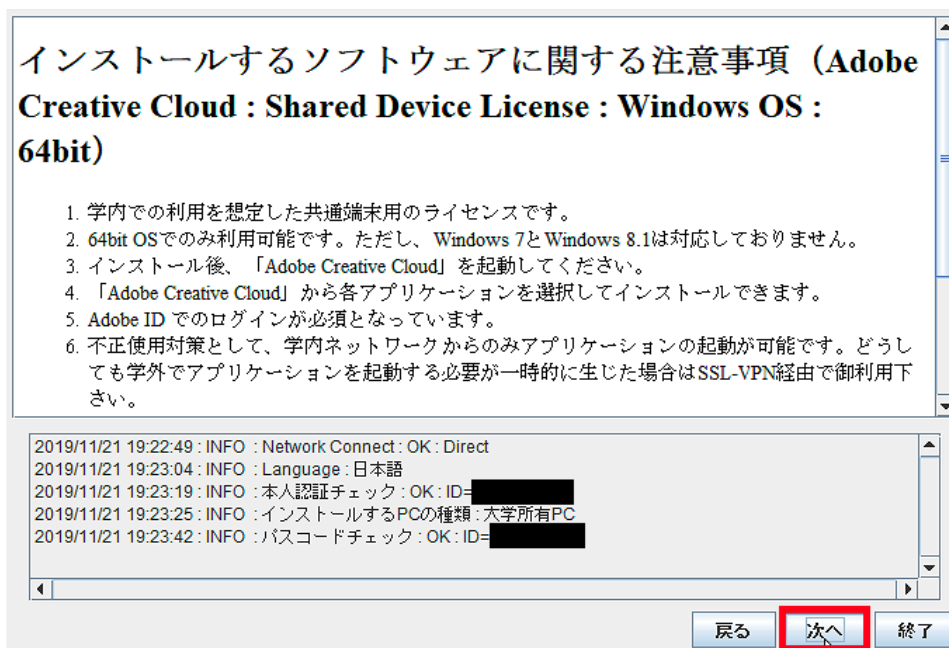 インストールするソフトウェアに関する注意事項（Adobe
Creative Cloud : Shared Device License : Windows OS :
64bit）
1. 学内での利用を想定した共通端末用のライセンスです。
2. 64bit OSでのみ利用可能です。ただし、Windows 7とWindows 8.1は対応しておりません。
3. インストール後、「Adobe Creative Cloud」を起動してください。
4. 「Adobe Creative Cloud」から各アプリケーションを選択してインストールできます。
5. Adobe ID でのログインが必須となっています。
6. 不正使用対策として、学内ネットワークからのみアプリケーションの起動が可能です。どうし
ても学外でアプリケーションを起動する必要が一時的に生じた場合はSSL-VPN経由で御利用下
さい。
2019/11/21 19:22:49 : INFO : Network Connect : OK : Direct
2019/11/21 19:23:04 : INFO : Language : 日本語
2019/11/21 19:23:19 : INFO : 本人認証チェック : OK : ID=
2019/11/21 19:23:25 : INFO : インストールするPCの種類 : 大学所有PC
2019/11/21 19:23:42 : INFO : パスコードチェック : OK : ID=
戻る 次へ 終了